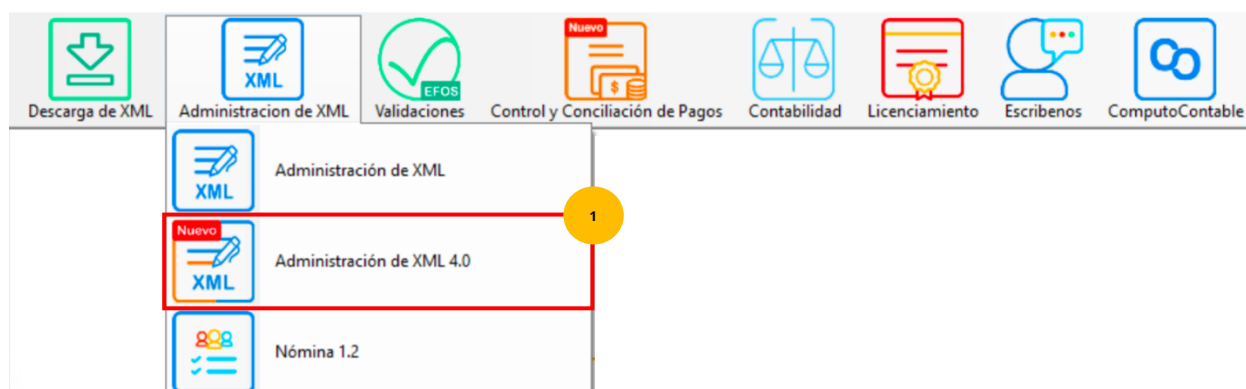 Nuevo
XML
EFOS
Descarga de XML
Administracion de XML
Validaciones
Control y Conciliación de Pagos
Contabilidad
Licenciamiento
Escribenos
ComputoContable
XML
Administración de XML
1
Nuevo
XML
Administración de XML 4.0
Nómina 1.2